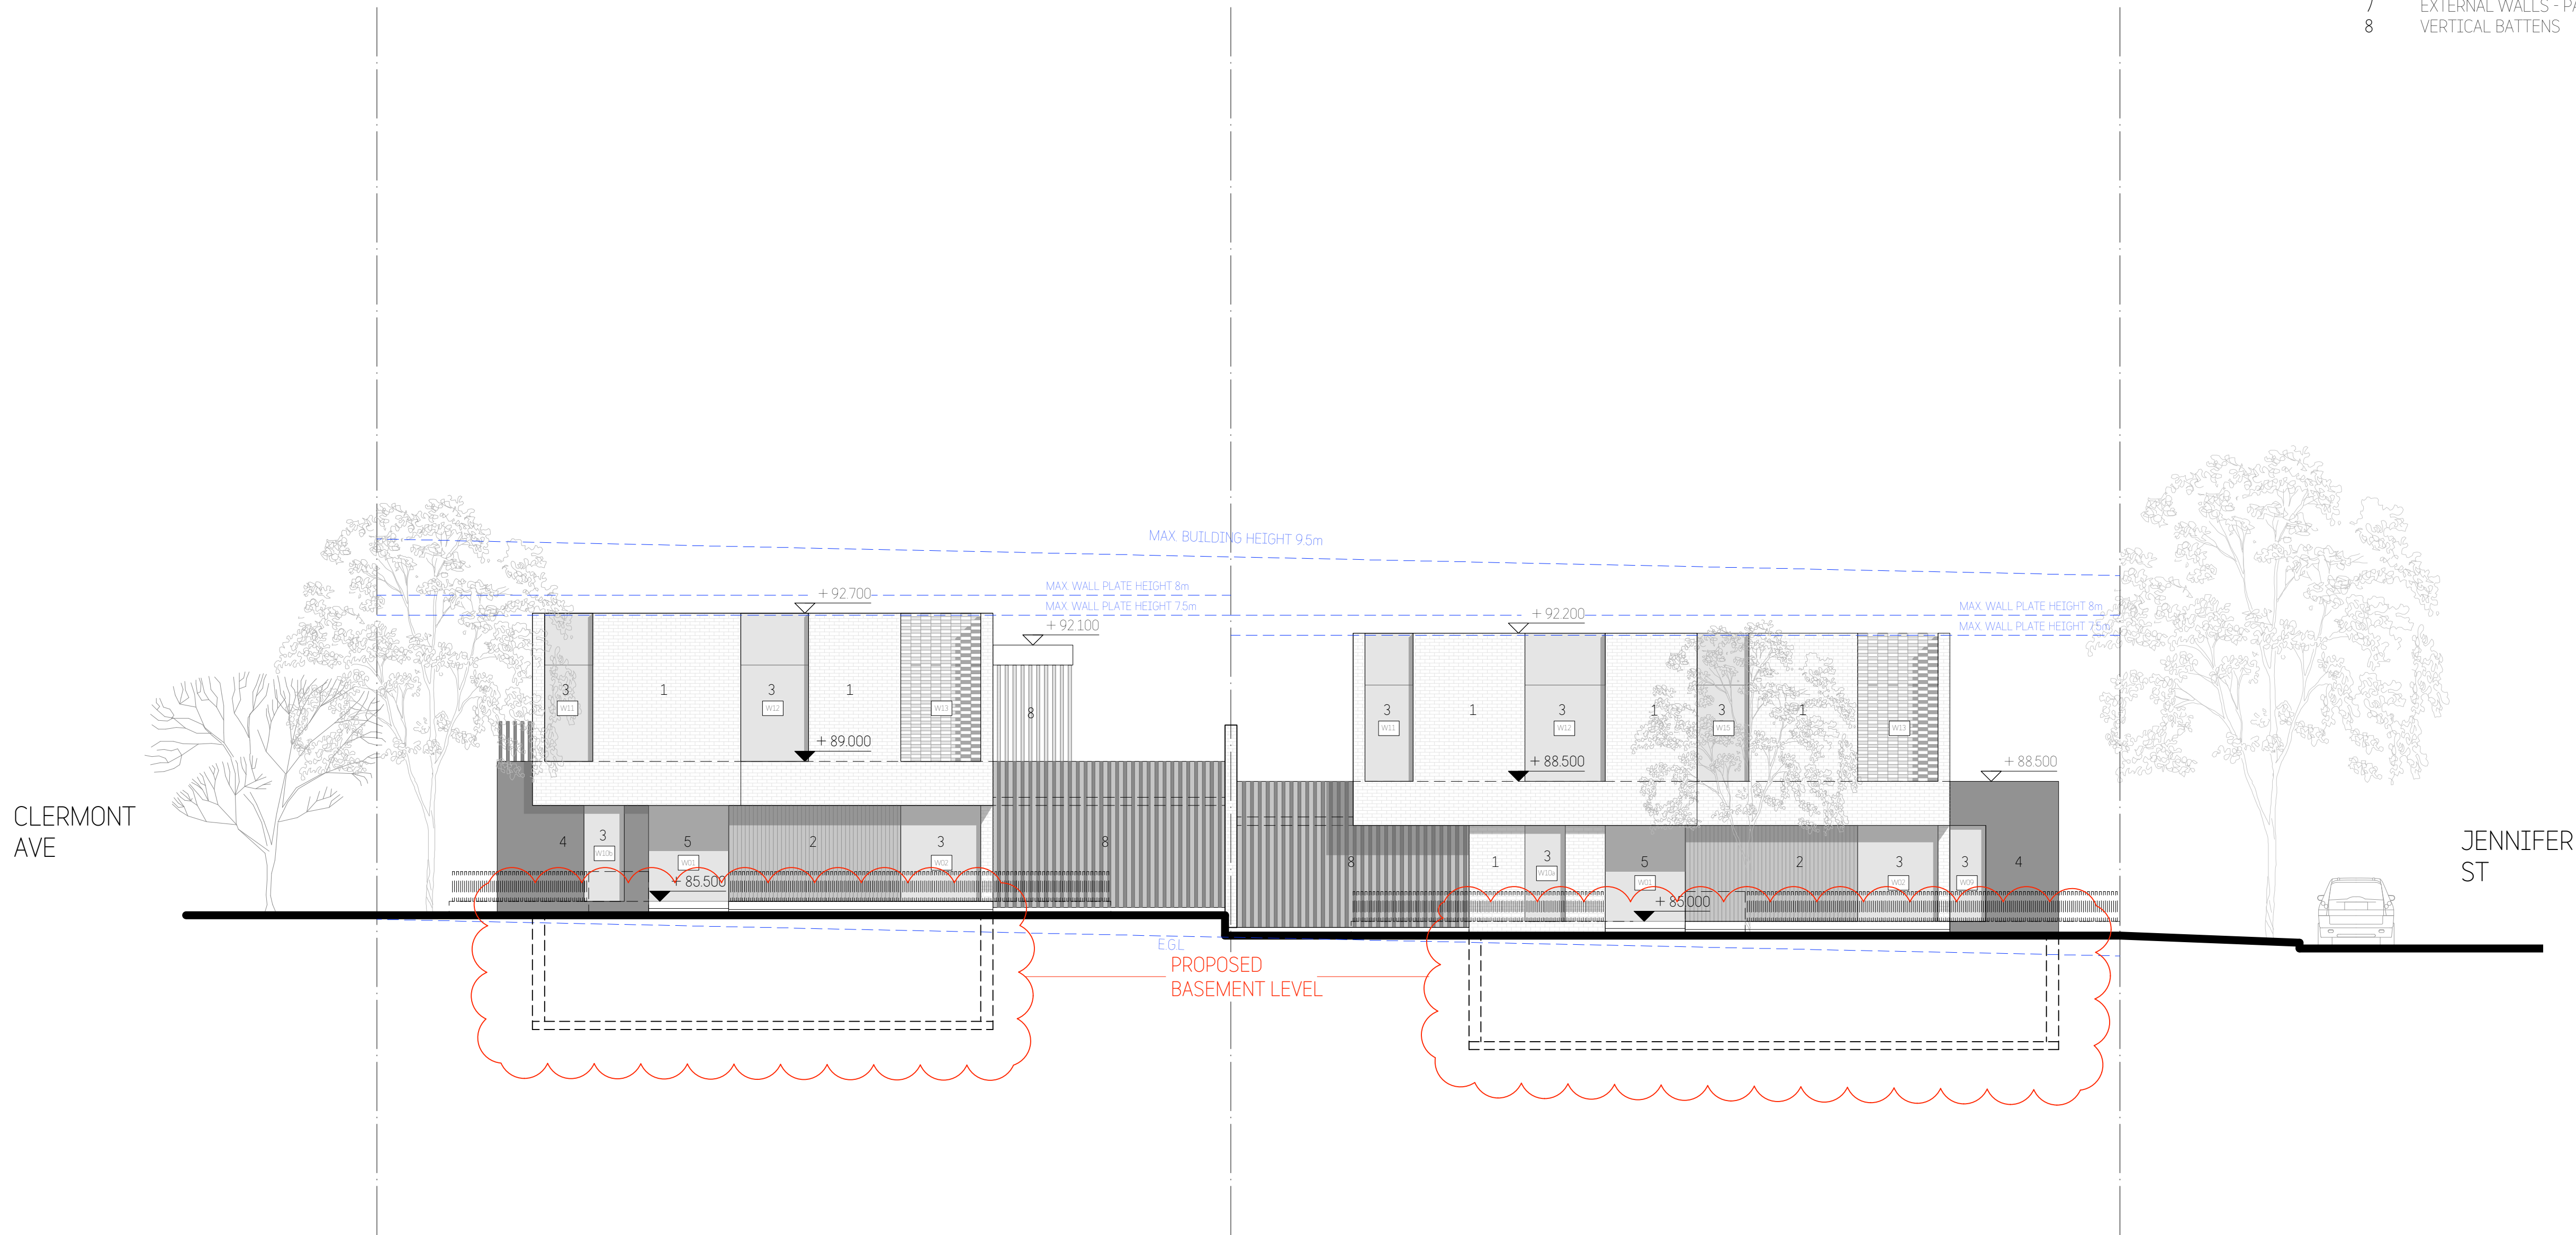 7 EXTERNAL WALLS - PA
8 VERTICAL BATTENS
MAX. BUILDING HEIGHT 9.5m
MAX. WALL PLATE HEIGHT 8m
MAX. WALL PLATE HEIGHT 7.5m
+ 92.700
+ 92.100
+ 92.200
MAX. WALL PLATE HEIGHT 8m
MAX. WALL PLATE HEIGHT 7.5m
3 1 3 1
W11 W12 W13
8
3 1 3 1 3 1
W11 W12 W15 W13
+ 89.000
+ 88.500
+ 88.500
CLERMONT
AVE
4 3 5 2 3 8
W10b W01 W02
+ 85.500
8 1 3 5 2 3 3 4
W10a W01 W02 W09
+ 85.000
JENNIFER
ST
E.G.L
PROPOSED
BASEMENT LEVEL